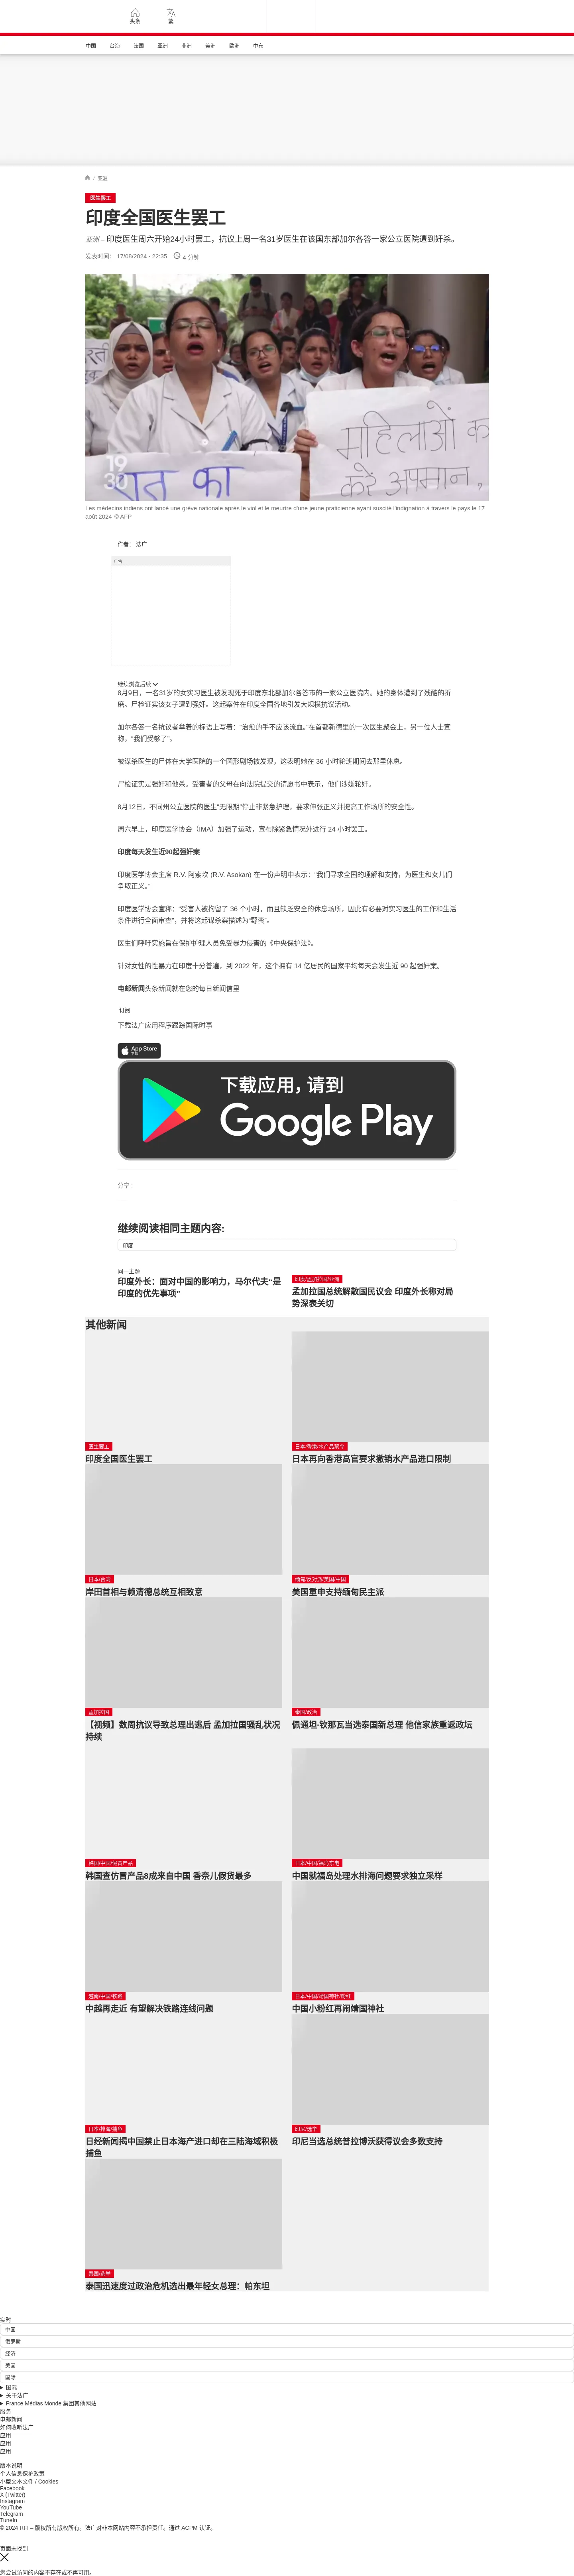 头条
繁
中国 台海 法国 亚洲 非洲 美洲 欧洲 中东
/ 亚洲
医生罢工
印度全国医生罢工
亚洲 – 印度医生周六开始24小时罢工，抗议上周一名31岁医生在该国东部加尔各答一家公立医院遭到奸杀。
发表时间： 17/08/2024 - 22:35 4 分钟
19
30
Les médecins indiens ont lancé une grève nationale après le viol et le meurtre d'une jeune praticienne ayant suscité l'indignation à travers le pays le 17
août 2024 © AFP
作者： 法广
广告
继续浏览后续
8月9日，一名31岁的女实习医生被发现死于印度东北部加尔各答市的一家公立医院内。她的身体遭到了残酷的折
磨。尸检证实该女子遭到强奸。这起案件在印度全国各地引发大规模抗议活动。
加尔各答一名抗议者举着的标语上写着：“治愈的手不应该流血。”在首都新德里的一次医生聚会上，另一位人士宣
称，“我们受够了”。
被谋杀医生的尸体在大学医院的一个圆形剧场被发现，这表明她在 36 小时轮班期间去那里休息。
尸检证实是强奸和他杀。受害者的父母在向法院提交的请愿书中表示，他们涉嫌轮奸。
8月12日，不同州公立医院的医生“无限期”停止非紧急护理，要求伸张正义并提高工作场所的安全性。
周六早上，印度医学协会（IMA）加强了运动，宣布除紧急情况外进行 24 小时罢工。
印度每天发生近90起强奸案
印度医学协会主席 R.V. 阿索坎 (R.V. Asokan) 在一份声明中表示：“我们寻求全国的理解和支持，为医生和女儿们
争取正义。”
印度医学协会宣称：“受害人被拘留了 36 个小时，而且缺乏安全的休息场所，因此有必要对实习医生的工作和生活
条件进行全面审查”，并将这起谋杀案描述为“野蛮”。
医生们呼吁实施旨在保护护理人员免受暴力侵害的《中央保护法》。
针对女性的性暴力在印度十分普遍，到 2022 年，这个拥有 14 亿居民的国家平均每天会发生近 90 起强奸案。
电邮新闻头条新闻就在您的每日新闻信里
订阅
下载法广应用程序跟踪国际时事
App Store
下载
下载应用，请到
Google Play
分享 :
继续阅读相同主题内容:
印度
同一主题
印度外长：面对中国的影响力，马尔代夫“是
印度的优先事项”
印度/孟加拉国/亚洲
孟加拉国总统解散国民议会 印度外长称对局
势深表关切
其他新闻
医生罢工
印度全国医生罢工
日本/香港/水产品禁令
日本再向香港高官要求撤销水产品进口限制
日本/台湾
岸田首相与赖清德总统互相致意
缅甸/反对派/美国/中国
美国重申支持缅甸民主派
孟加拉国
【视频】数周抗议导致总理出逃后 孟加拉国骚乱状况
持续
泰国/政治
佩通坦·钦那瓦当选泰国新总理 他信家族重返政坛
韩国/中国/假冒产品
韩国查仿冒产品8成来自中国 香奈儿假货最多
日本/中国/福岛东电
中国就福岛处理水排海问题要求独立采样
越南/中国/铁路
中越再走近 有望解决铁路连线问题
日本/中国/靖国神社/粉红
中国小粉红再闹靖国神社
日本/排海/捕鱼
日经新闻揭中国禁止日本海产进口却在三陆海域积极
捕鱼
印尼/选举
印尼当选总统普拉博沃获得议会多数支持
泰国/选举
泰国迅速度过政治危机选出最年轻女总理：帕东坦
实时
中国
俄罗斯
经济
美国
国际
国际
关于法广
France Médias Monde 集团其他网站
服务
电邮新闻
如何收听法广
应用
应用
应用
版本说明
个人信息保护政策
小型文本文件 / Cookies
Facebook
X (Twitter)
Instagram
YouTube
Telegram
TuneIn
© 2024 RFI – 版权所有版权所有。法广对非本网站内容不承担责任。通过 ACPM 认证。
页面未找到
您尝试访问的内容不存在或不再可用。